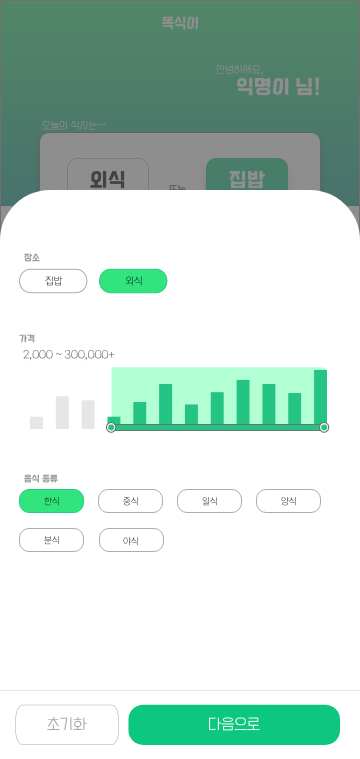 똑식이
안녕하세요,
익명이 님!
오늘의 식사는…
외식 또는 집밥
장소
집밥 외식
가격
2,000 ~ 300,000+
음식 종류
한식 중식 일식 양식
분식 야식
초기화 다음으로